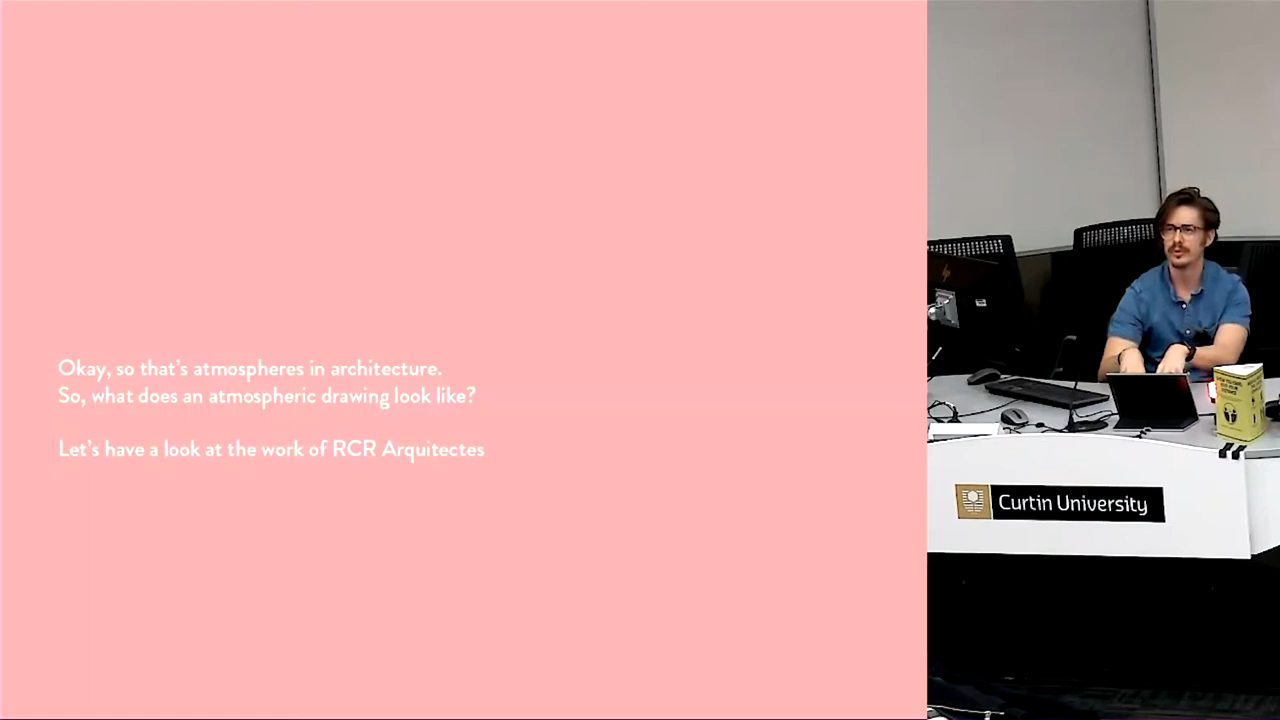 Okay, so that's atmospheres in architecture.
So, what does an atmospheric drawing look like?
Let's have a look at the work of RCR Arquitectes
Curtin University